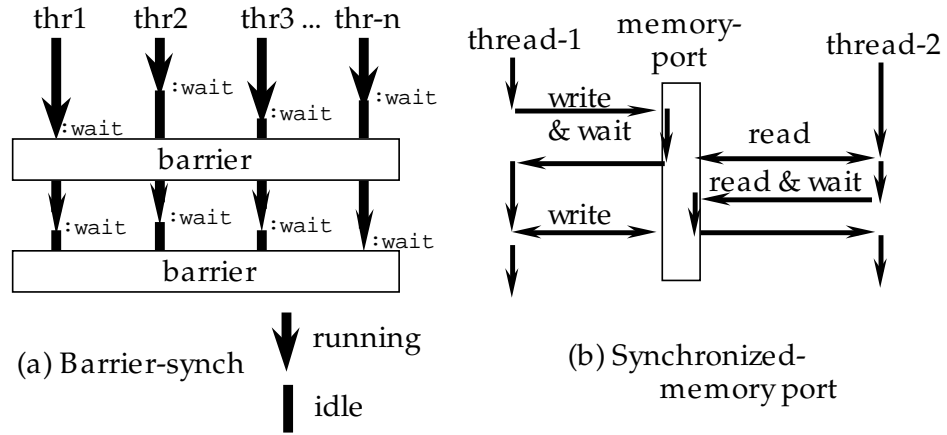 thr1 thr2 thr3 ... thr-n
:wait :wait :wait :wait
barrier
:wait :wait :wait :wait
barrier
running
(a) Barrier-synch
idle
thread-1
memory-
port
thread-2
write
& wait
read
read & wait
write
(b) Synchronized-
memory port